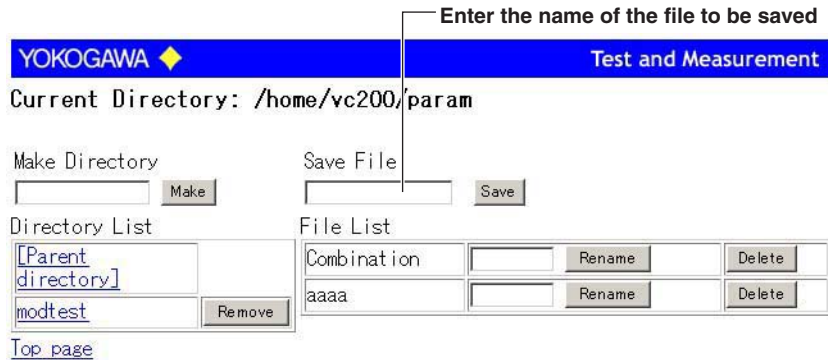 Enter the name of the file to be saved
YOKOGAWA
Test and Measurement
Current Directory: /home/vc200/param
Make Directory
Save File
Make
Save
Directory List
File List
[Parent
directory]
Combination
Rename
Delete
modtest
Remove
aaaa
Rename
Delete
Top page